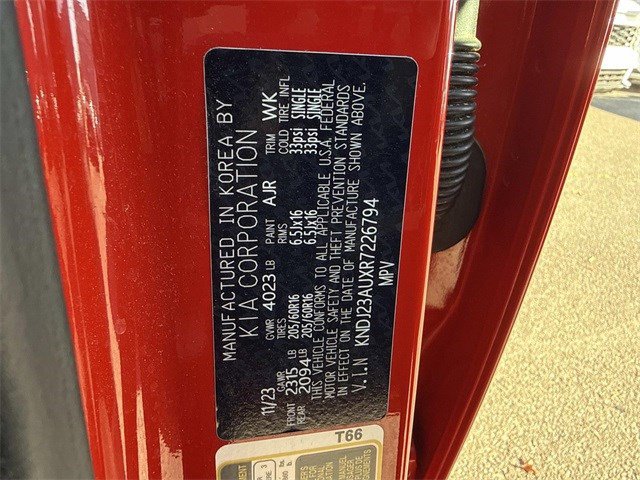 MANUFACTURED IN KOREA BY
KIA CORPORATION
11/23 GVWR 4023 LB PAINT AJR TRIM WK
GAWR TIRES RIMS COLD TIRE INFL
FRONT 2315 LB 205/60R16 6.5Jx16 33psi SINGLE
REAR 2094 LB 205/60R16 6.5Jx16 33psi SINGLE
THIS VEHICLE CONFORMS TO ALL APPLICABLE U.S.A. FEDERAL
MOTOR VEHICLE SAFETY AND THEFT PREVENTION STANDARDS
IN EFFECT ON THE DATE OF MANUFACTURE SHOWN ABOVE.
V.I.N KNDJ23AUXR7226794
MPV
T66